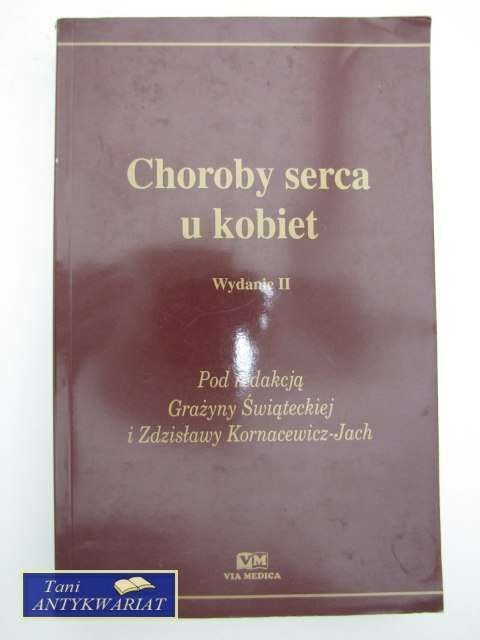 Choroby serca
u kobiet
Wydanie II
Pod redakcją
Grażyny Świąteckiej
i Zdzisławy Kornacewicz-Jach
VM
VIA MEDICA
Tani
ANTYKWARIAT